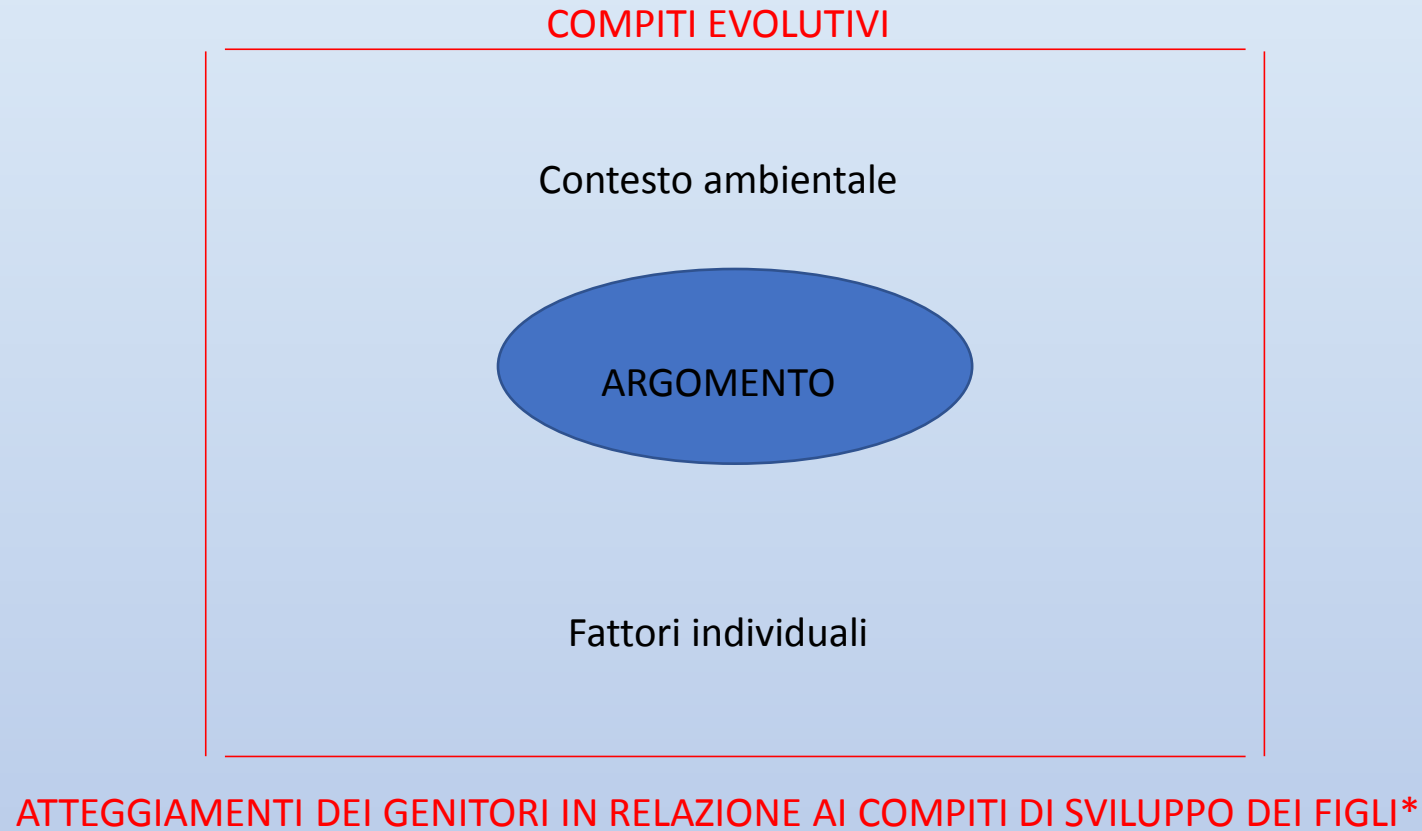 COMPITI EVOLUTIVI
Contesto ambientale
ARGOMENTO
Fattori individuali
ATTEGGIAMENTI DEI GENITORI IN RELAZIONE AI COMPITI DI SVILUPPO DEI FIGLI*